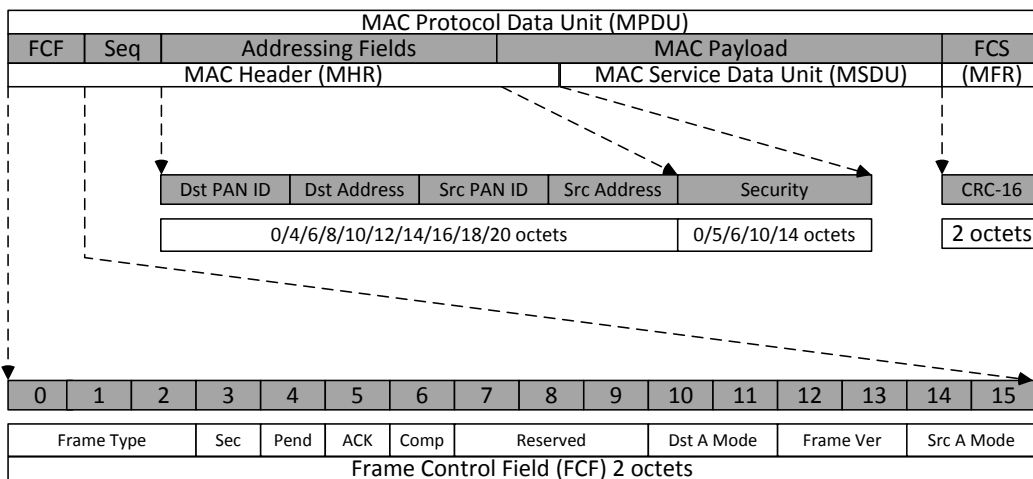 MAC Protocol Data Unit (MPDU)
FCF Seq Addressing Fields MAC Payload FCS
MAC Header (MHR) MAC Service Data Unit (MSDU) (MFR)
Dst PAN ID Dst Address Src PAN ID Src Address Security CRC-16
0/4/6/8/10/12/14/16/18/20 octets 0/5/6/10/14 octets 2 octets
0 1 2 3 4 5 6 7 8 9 10 11 12 13 14 15
Frame Type Sec Pend ACK Comp Reserved Dst A Mode Frame Ver Src A Mode
Frame Control Field (FCF) 2 octets